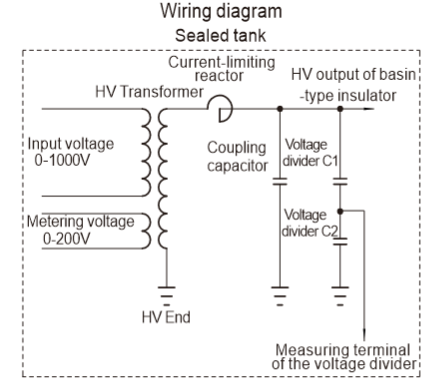 Wiring diagram
Sealed tank
Current-limiting
reactor
HV Transformer
HV output of basin
-type insulator
Input voltage
0-1000V
Coupling
capacitor
Voltage
divider C1
Metering voltage
0-200V
Voltage
divider C2
HV End
Measuring terminal
of the voltage divider